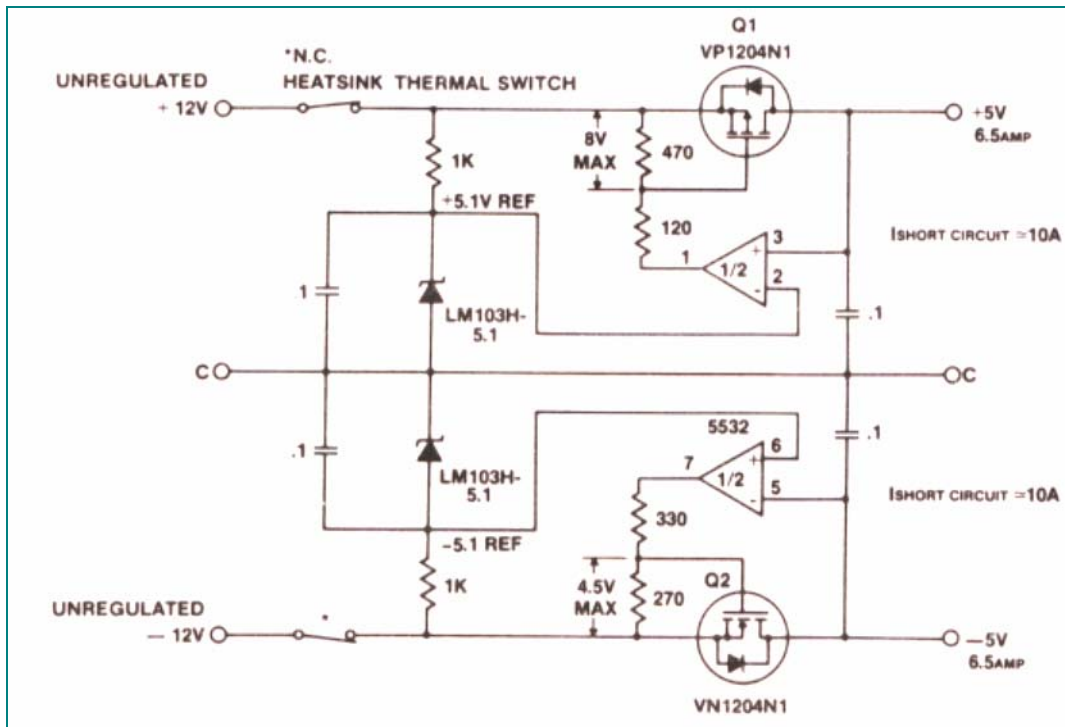 Q1
VP1204N1
*N.C.
HEATSINK THERMAL SWITCH
UNREGULATED
+ 12V
+5V
6.5AMP
8V
MAX
470
1K
+5.1V REF
120
1
3
+
1/2
2
-
ISHORT CIRCUIT ≃10A
.1
LM103H-
5.1
.1
C
C
5532
.1
.1
LM103H-
5.1
7
6
+
1/2
5
-
ISHORT CIRCUIT ≃10A
330
-5.1 REF
1K
4.5V
MAX
270
Q2
UNREGULATED
*
— 12V
—5V
6.5AMP
VN1204N1